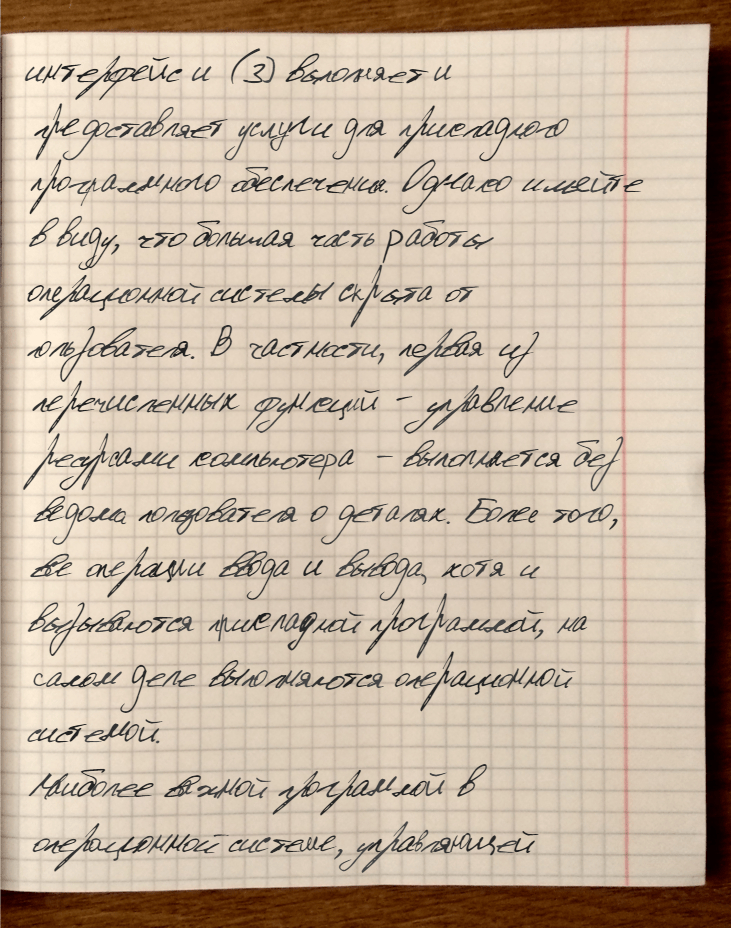 интерфейс и (3) выполняет и
предоставляет услуги для прикладного
программного обеспечения. Однако имейте
в виду, что большая часть работы
операционной системы скрыта от
пользователя. В частности, первая из
перечисленных функций - управление
ресурсами компьютера - выполняется без
ведома пользователя о деталях. Более того,
все операции ввода и вывода, хотя и
вызываются прикладной программой, на
самом деле выполняются операционной
системой.
Наиболее важной программой в
операционной системе, управляющей